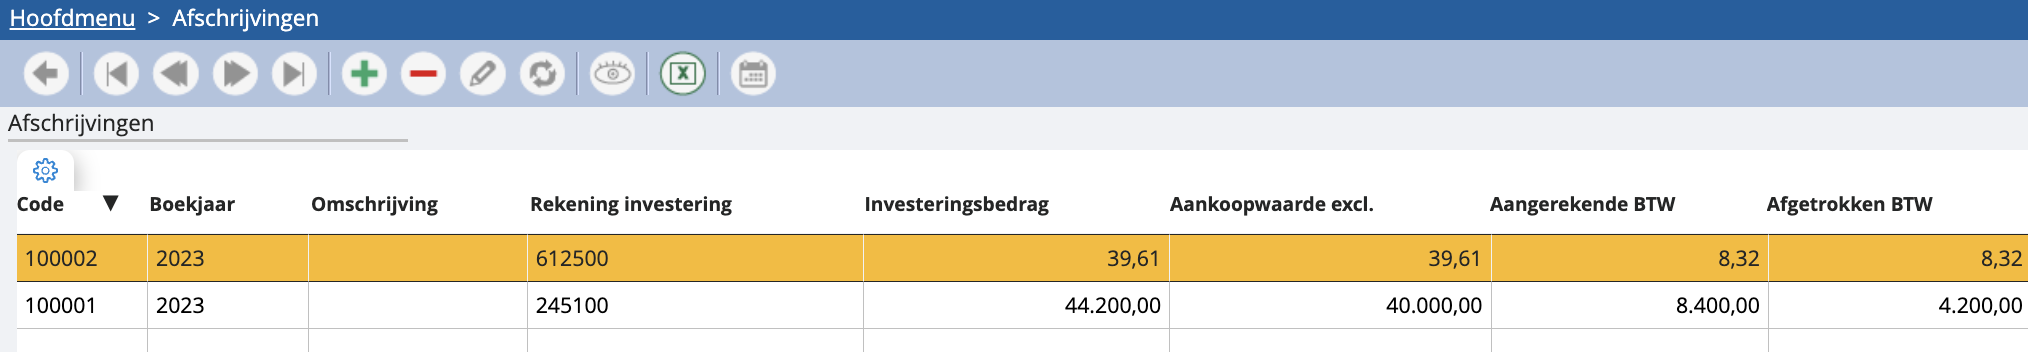 Hoofdmenu > Afschrijvingen
Afschrijvingen
Code ▼ Boekjaar Omschrijving Rekening investering Investeringsbedrag Aankoopwaarde excl. Aangerekende BTW Afgetrokken BTW
100002 2023 612500 39,61 39,61 8,32 8,32
100001 2023 245100 44.200,00 40.000,00 8.400,00 4.200,00